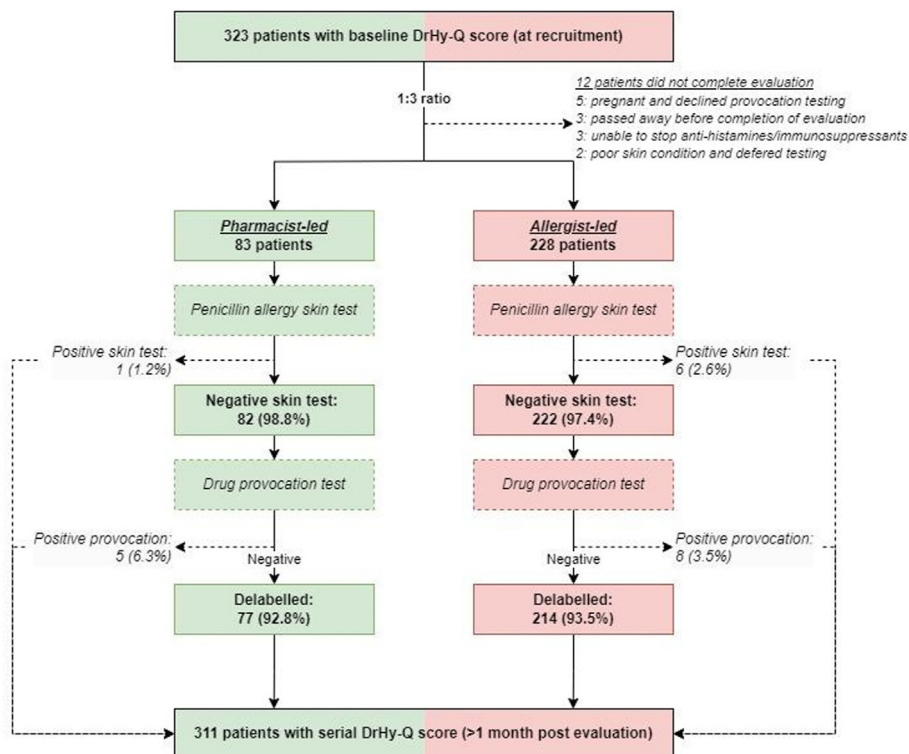 323 patients with baseline DrHy-Q score (at recruitment)
12 patients did not complete evaluation
5: pregnant and declined provocation testing
3: passed away before completion of evaluation
3: unable to stop anti-histamines/immunosuppressants
2: poor skin condition and defered testing
1:3 ratio
Pharmacist-led
83 patients
Allergist-led
228 patients
Penicillin allergy skin test
Penicillin allergy skin test
Positive skin test:
1 (1.2%)
Positive skin test:
6 (2.6%)
Negative skin test:
82 (98.8%)
Negative skin test:
222 (97.4%)
Drug provocation test
Drug provocation test
Positive provocation:
5 (6.3%)
Positive provocation:
8 (3.5%)
Negative
Negative
Delabelled:
77 (92.8%)
Delabelled:
214 (93.5%)
311 patients with serial DrHy-Q score (>1 month post evaluation)